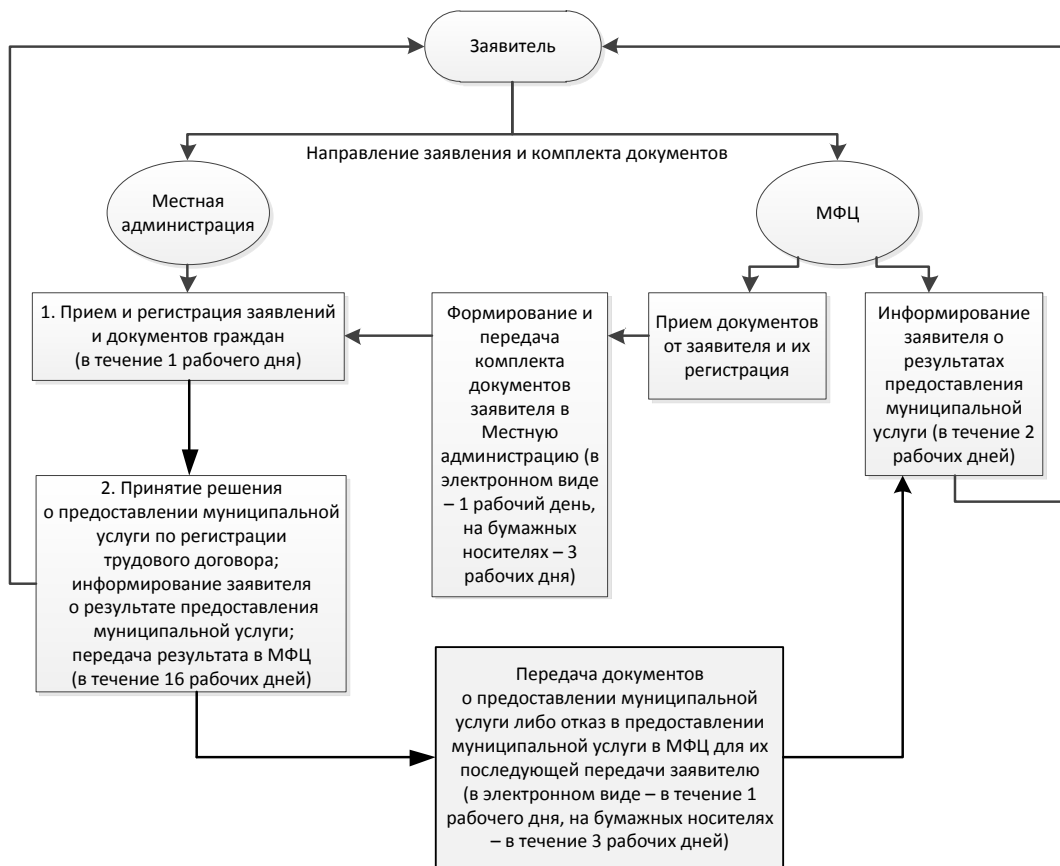 Заявитель
Направление заявления и комплекта документов
Местная
администрация
МФЦ
1. Прием и регистрация заявлений
и документов граждан
(в течение 1 рабочего дня)
Формирование и
передача
комплекта
документов
заявителя в
Местную
администрацию (в
электронном виде
– 1 рабочий день,
на бумажных
носителях – 3
рабочих дня)
Прием документов
от заявителя и их
регистрация
Информирование
заявителя о
результатах
предоставления
муниципальной
услуги (в течение 2
рабочих дней)
2. Принятие решения
о предоставлении муниципальной
услуги по регистрации
трудового договора;
информирование заявителя
о результате предоставления
муниципальной услуги;
передача результата в МФЦ
(в течение 16 рабочих дней)
Передача документов
о предоставлении муниципальной
услуги либо отказ в предоставлении
муниципальной услуги в МФЦ для их
последующей передачи заявителю
(в электронном виде – в течение 1
рабочего дня, на бумажных носителях
– в течение 3 рабочих дней)